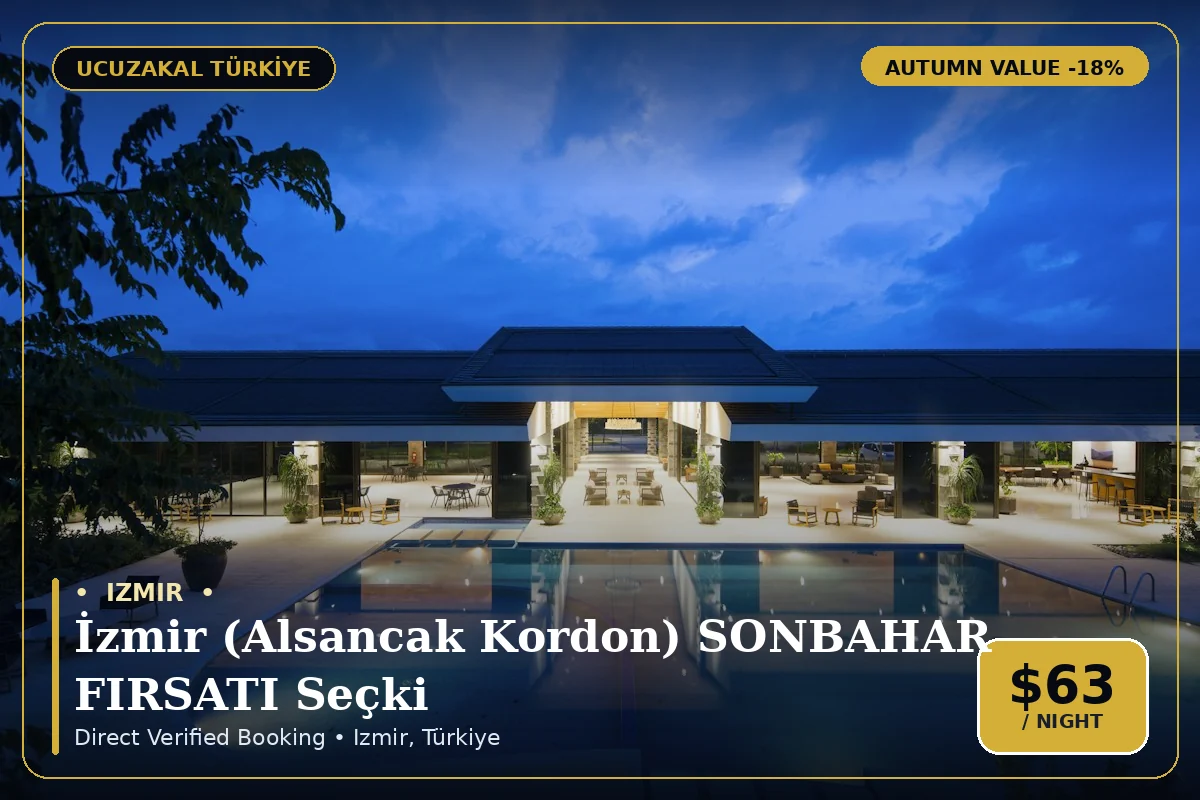 UCUZAKAL TÜRKİYE
AUTUMN VALUE -18%
• IZMIR •
İzmir (Alsancak Kordon) SONBAHAR
FIRSATI Seçki
Direct Verified Booking • Izmir, Türkiye
$63
/ NIGHT